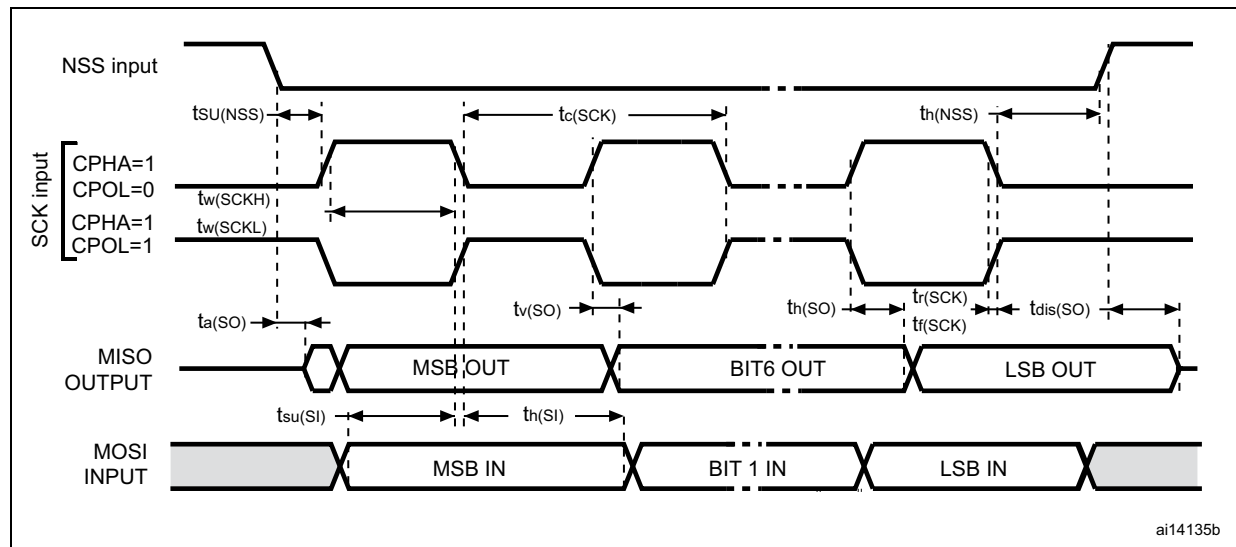 NSS input
tSU(NSS)
tc(SCK)
th(NSS)
SCK input
CPHA=1
CPOL=0
tw(SCKH)
CPHA=1
tw(SCKL)
CPOL=1
ta(SO)
tv(SO)
th(SO)
tr(SCK)
tf(SCK)
tdis(SO)
MISO
OUTPUT
MSB OUT
BIT6 OUT
LSB OUT
tsu(SI)
th(SI)
MOSI
INPUT
MSB IN
BIT 1 IN
LSB IN
ai14135b